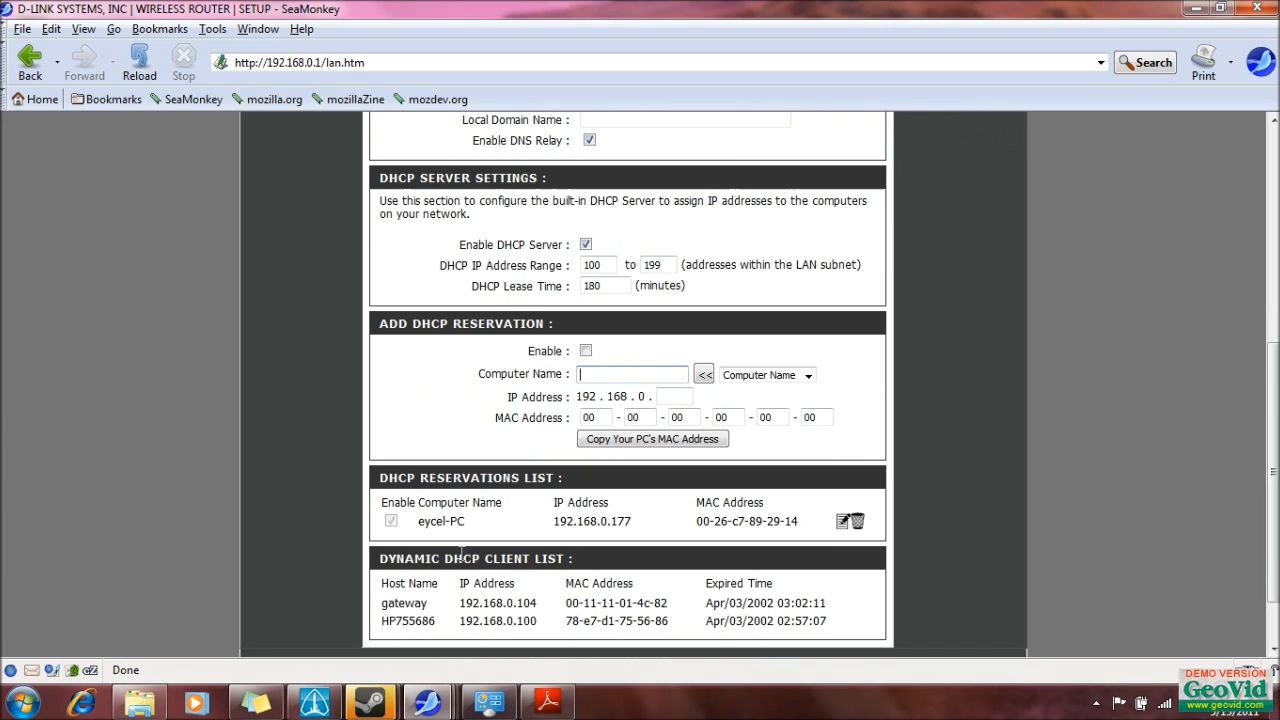 D-LINK SYSTEMS, INC | WIRELESS ROUTER | SETUP - SeaMonkey
File Edit View Go Bookmarks Tools Window Help
http://192.168.0.1/lan.htm
Search
Back Forward Reload Stop Print
Home Bookmarks SeaMonkey mozilla.org mozillaZine mozdev.org
Local Domain Name :
Enable DNS Relay :
DHCP SERVER SETTINGS :
Use this section to configure the built-in DHCP Server to assign IP addresses to the computers
on your network.
Enable DHCP Server :
DHCP IP Address Range : 100 to 199 (addresses within the LAN subnet)
DHCP Lease Time : 180 (minutes)
ADD DHCP RESERVATION :
Enable :
Computer Name : << Computer Name
IP Address : 192 . 168 . 0 .
MAC Address : 00 - 00 - 00 - 00 - 00 - 00
Copy Your PC's MAC Address
DHCP RESERVATIONS LIST :
Enable Computer Name IP Address MAC Address
eycel-PC 192.168.0.177 00-26-c7-89-29-14
DYNAMIC DHCP CLIENT LIST :
Host Name IP Address MAC Address Expired Time
gateway 192.168.0.104 00-11-11-01-4c-82 Apr/03/2002 03:02:11
HP755686 192.168.0.100 78-e7-d1-75-56-86 Apr/03/2002 02:57:07
Done
DEMO VERSION
GeoVid
www.geovid.com